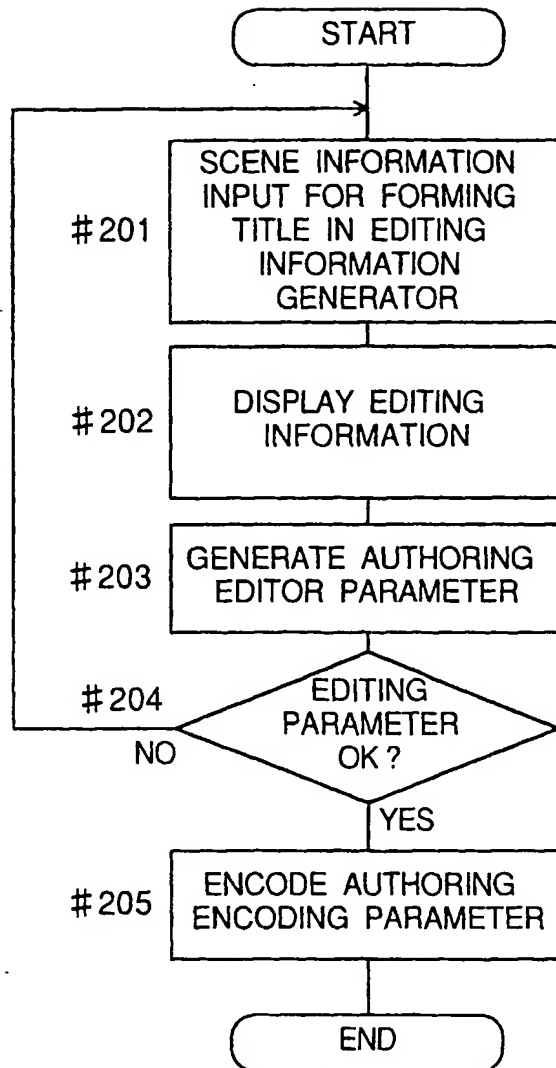 START
#201
SCENE INFORMATION
INPUT FOR FORMING
TITLE IN EDITING
INFORMATION
GENERATOR
#202
DISPLAY EDITING
INFORMATION
#203
GENERATE AUTHORING
EDITOR PARAMETER
#204
EDITING
PARAMETER
OK?
NO
YES
#205
ENCODE AUTHORING
ENCODING PARAMETER
END